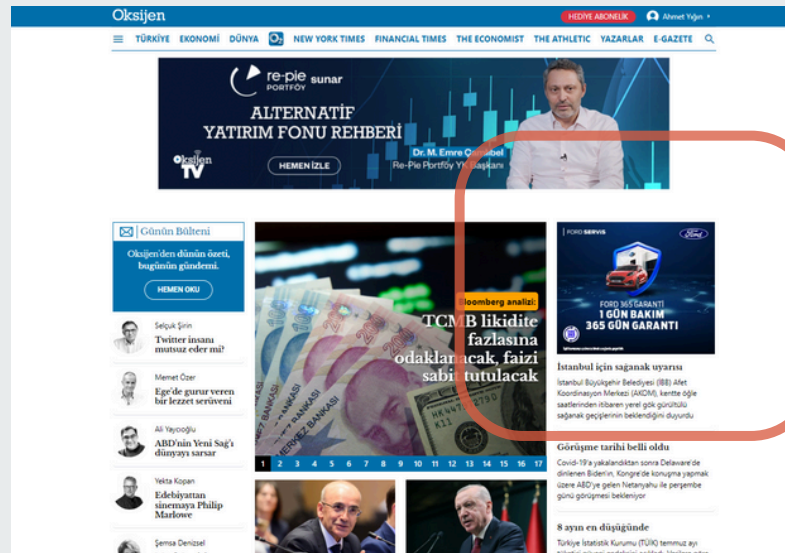 Oksijen
HEDİYE ABONELİK
Ahmet Yığın
TÜRKİYE EKONOMİ DÜNYA O2 NEW YORK TIMES FINANCIAL TIMES THE ECONOMIST THE ATHLETIC YAZARLAR E-GAZETE
re-pie sunar
PORTFÖY
ALTERNATİF
YATIRIM FONU REHBERİ
Oksijen
TV
HEMEN İZLE
Dr. M. Emre Çamlıbel
Re-Pie Portföy YK Başkanı
Günün Bülteni
Oksijen'den dünün özeti,
bugünün gündemi.
HEMEN OKU
Selçuk Şirin
Twitter insanı
mutsuz eder mi?
Memet Özer
Ege'de gurur veren
bir lezzet serüveni
Ali Yaycıoğlu
ABD'nin Yeni Sağ'ı
dünyayı sarsar
Yekta Kopan
Edebiyattan
sinemaya Philip
Marlowe
Şemsa Denizsel
Bloomberg analizi:
TCMB likidite
fazlasına
odaklanacak, faizi
sabit tutulacak
MERKEZ BANKASI
1 2 3 4 5 6 7 8 9 10 11 12 13 14 15 16 17
FORD SERVIS
Ford
FORD 365 GARANTİ
1 GÜN BAKIM
365 GÜN GARANTİ
İstanbul için sağanak uyarısı
İstanbul Büyükşehir Belediyesi (İBB) Afet
Koordinasyon Merkezi (AKOM), kentte öğle
saatlerinden itibaren yerel gök gürültülü
sağanak geçişlerinin beklendiğini duyurdu
Görüşme tarihi belli oldu
Covid-19'a yakalandıktan sonra Delaware'de
dinlenen Biden'ın, Kongre'de konuşma yapmak
üzere ABD'ye gelen Netanyahu ile perşembe
günü görüşmesi bekleniyor
8 ayın en düşüğünde
Türkiye İstatistik Kurumu (TÜİK) temmuz ayı